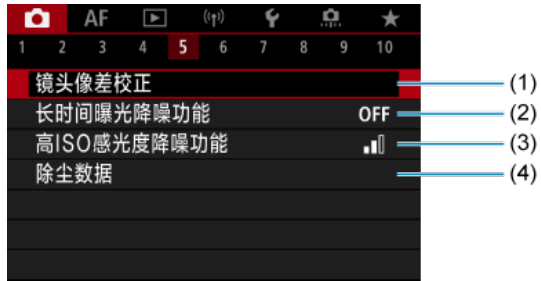 AF
1 2 3 4 5 6 7 8 9 10
镜头像差校正 (1)
长时间曝光降噪功能 OFF (2)
高ISO感光度降噪功能 (3)
除尘数据 (4)